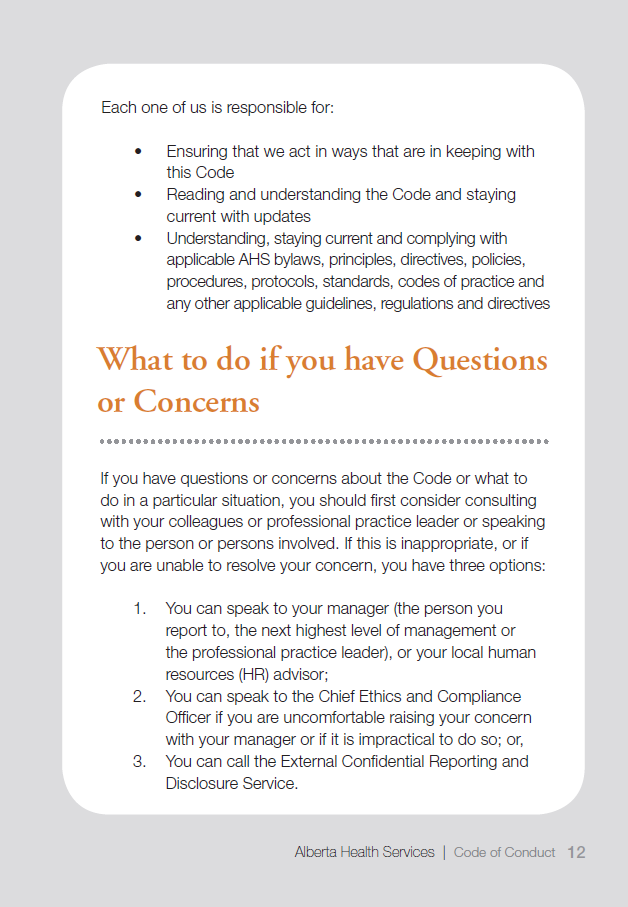 Each one of us is responsible for:
• Ensuring that we act in ways that are in keeping with
this Code
• Reading and understanding the Code and staying
current with updates
• Understanding, staying current and complying with
applicable AHS bylaws, principles, directives, policies,
procedures, protocols, standards, codes of practice and
any other applicable guidelines, regulations and directives
What to do if you have Questions
or Concerns
If you have questions or concerns about the Code or what to
do in a particular situation, you should first consider consulting
with your colleagues or professional practice leader or speaking
to the person or persons involved. If this is inappropriate, or if
you are unable to resolve your concern, you have three options:
1. You can speak to your manager (the person you
report to, the next highest level of management or
the professional practice leader), or your local human
resources (HR) advisor;
2. You can speak to the Chief Ethics and Compliance
Officer if you are uncomfortable raising your concern
with your manager or if it is impractical to do so; or,
3. You can call the External Confidential Reporting and
Disclosure Service.
Alberta Health Services | Code of Conduct 12